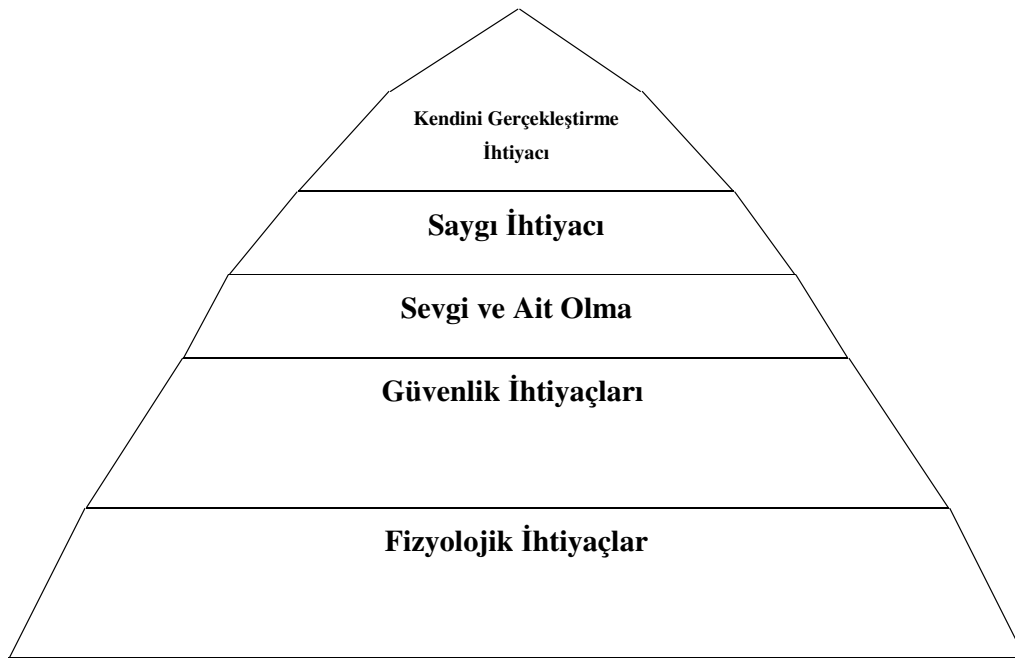 Kendini Gerçekleştirme
İhtiyacı
Saygı İhtiyacı
Sevgi ve Ait Olma
Güvenlik İhtiyaçları
Fizyolojik İhtiyaçlar